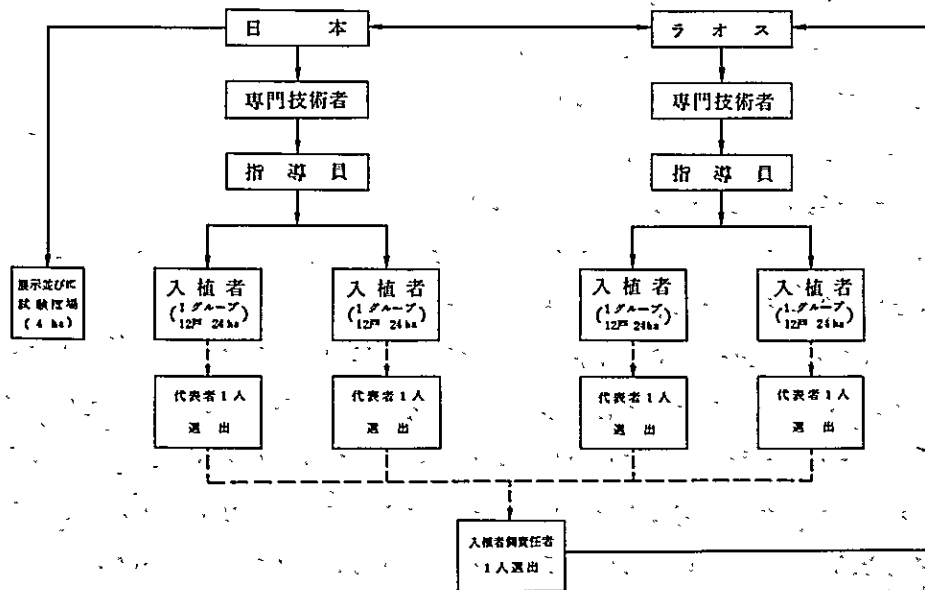 日本
ラオス
専門技術者
専門技術者
指導員
指導員
展示並びに
試験圃場
(4 ha)
入植者
(1グループ
12戸 24ha)
入植者
(1グループ
12戸 24ha)
入植者
(1グループ
12戸 24ha)
入植者
(1グループ
12戸 24ha)
代表者1人
選出
代表者1人
選出
代表者1人
選出
代表者1人
選出
入植者側責任者
1人選出